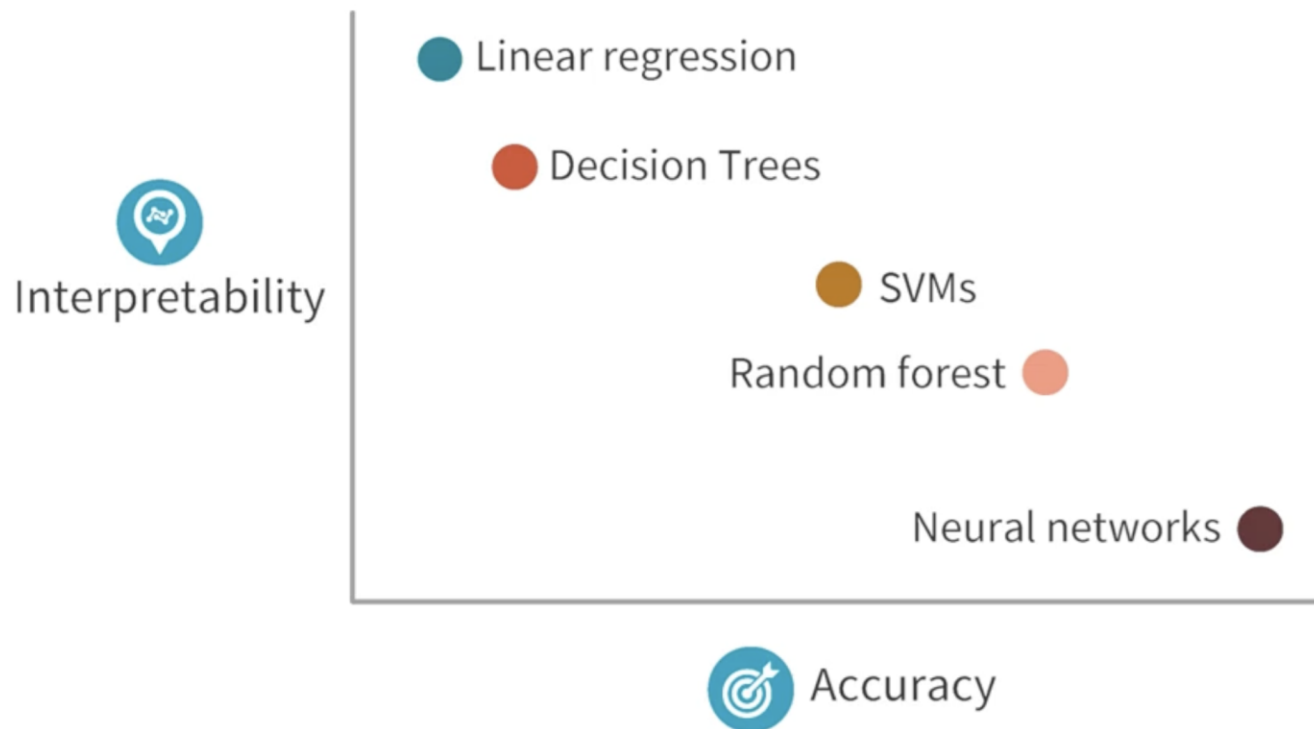 Linear regression
Decision Trees
Interpretability
SVMs
Random forest
Neural networks
Accuracy